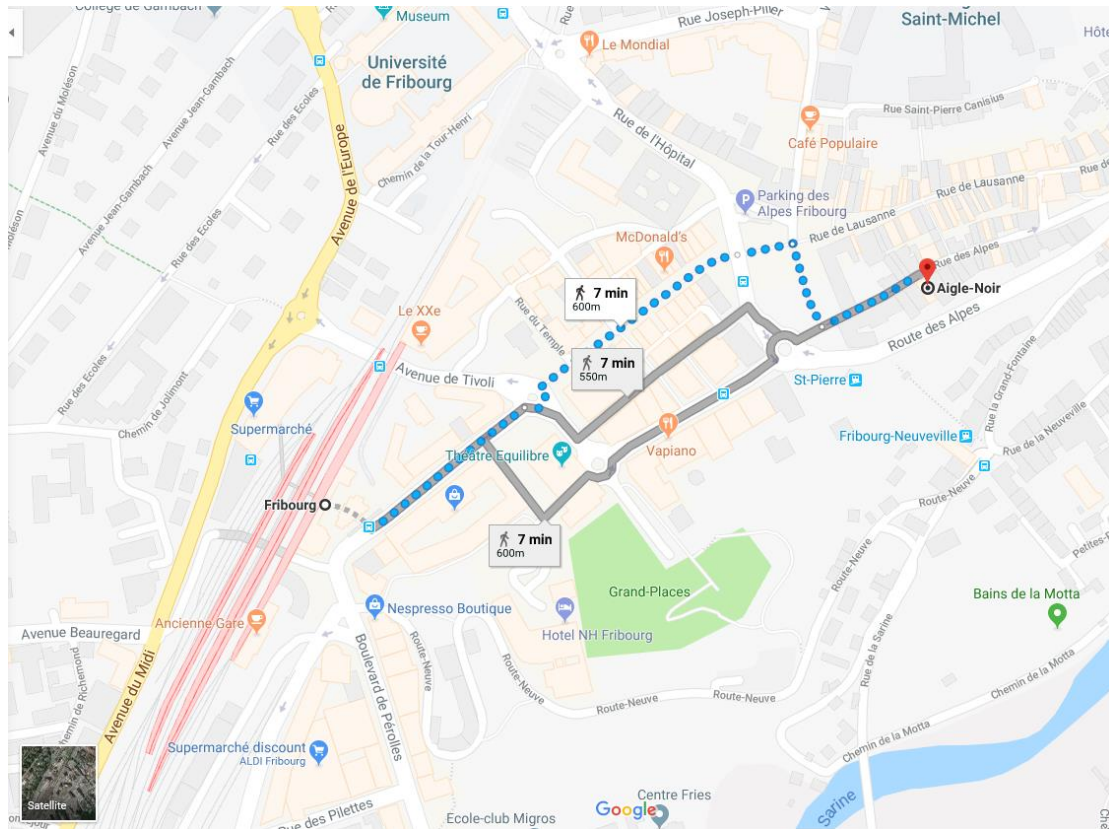 Collège de Gambach
Museum
Rue Joseph-Piller
Saint-Michel
Le Mondial
Université
de Fribourg
Avenue du Moléson
Avenue Jean-Gambach
Avenue Jean-Gambach
Rue des Ecoles
Avenue de l'Europe
Chemin de la Tour-Henri
Rue de l'Hôpital
Rue Saint-Pierre Canisius
Café Populaire
Rue des Ecoles
Parking des
Alpes Fribourg
Rue de Lausanne
Rue de Lausanne
McDonald's
Rue des Alpes
Aigle-Noir
7 min
600m
Le XXe
Rue du Temple
Route des Alpes
7 min
550m
Avenue de Tivoli
St-Pierre
Rue des Ecoles
Chemin de Jolimont
Supermarché
Rue la Grand-Fontaine
Rue de la Neuveville
Vapiano
Fribourg-Neuveville
Théâtre Equilibre
Route-Neuve
Fribourg
7 min
600m
Route-Neuve
Grand-Places
Bains de la Motta
Nespresso Boutique
Ancienne Gare
Hotel NH Fribourg
Avenue Beauregard
Route-Neuve
Rue de la Sarine
Boulevard de Pérolles
Chemin de Richemond
Avenue du Midi
Route-Neuve
Route-Neuve
Route-Neuve
Chemin de la Motta
Chemin de la Motta
Supermarché discount
ALDI Fribourg
Satellite
Sarine
Centre Fries
Google
Rue des Pilettes
Ecole-club Migros